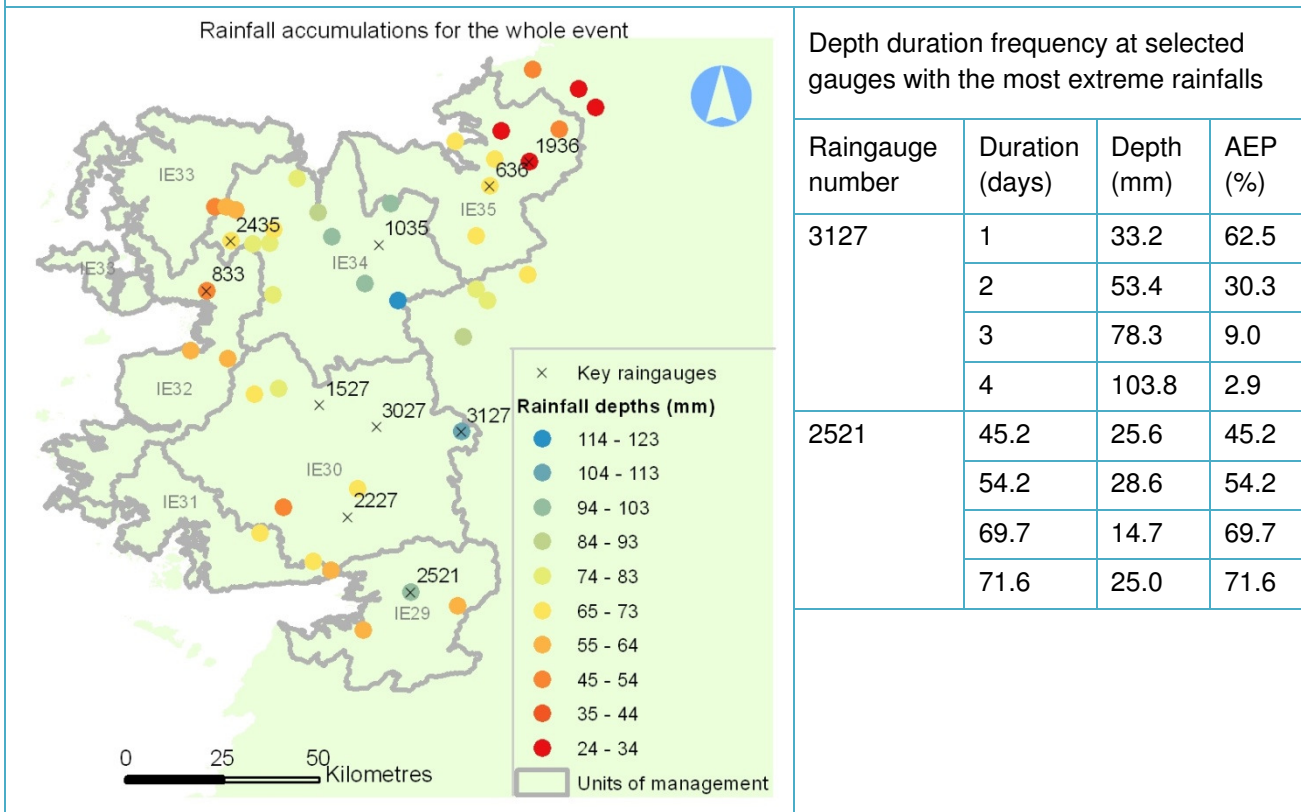 Rainfall accumulations for the whole event
1936
636
IE33
IE35
2435
1035
IE34
IE33
833
IE32
1527
3027
3127
IE30
IE31
2227
2521
IE29
× Key raingauges
Rainfall depths (mm)
114 - 123
104 - 113
94 - 103
84 - 93
74 - 83
65 - 73
55 - 64
45 - 54
35 - 44
24 - 34
Units of management
0 25 50
Kilometres
Depth duration frequency at selected
gauges with the most extreme rainfalls
Raingauge Duration Depth AEP
number (days) (mm) (%)
3127 1 33.2 62.5
2 53.4 30.3
3 78.3 9.0
4 103.8 2.9
2521 45.2 25.6 45.2
54.2 28.6 54.2
69.7 14.7 69.7
71.6 25.0 71.6